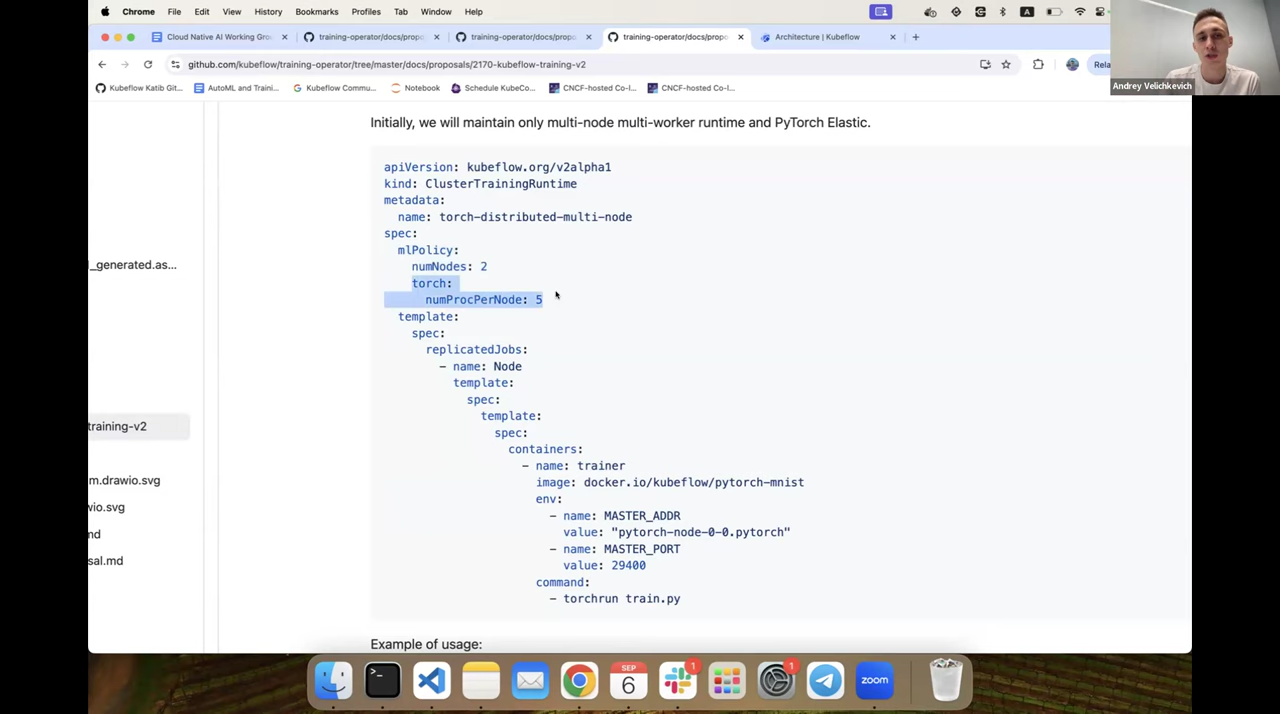 Chrome File Edit View History Bookmarks Profiles Tab Window Help
A
Cloud Native AI Working Gro
training-operator/docs/propo
training-operator/docs/propo
training-operator/docs/propo
Architecture | Kubeflow
github.com/kubeflow/training-operator/tree/master/docs/proposals/2170-kubeflow-training-v2
Rela
Andrey Velichkevich
Kubeflow Katib Git...
AutoML and Traini...
Kubeflow Commu...
Notebook
Schedule KubeCo...
CNCF-hosted Co-l...
CNCF-hosted Co-l...
Initially, we will maintain only multi-node multi-worker runtime and PyTorch Elastic.
apiVersion: kubeflow.org/v2alpha1
kind: ClusterTrainingRuntime
metadata:
name: torch-distributed-multi-node
spec:
mlPolicy:
numNodes: 2
torch:
numProcPerNode: 5
template:
spec:
replicatedJobs:
- name: Node
template:
spec:
template:
spec:
containers:
- name: trainer
image: docker.io/kubeflow/pytorch-mnist
env:
- name: MASTER_ADDR
value: "pytorch-node-0-0.pytorch"
- name: MASTER_PORT
value: 29400
command:
- torchrun train.py
Example of usage:
l_generated.as...
training-v2
m.drawio.svg
wio.svg
md
sal.md
SEP
6
1
1
zoom